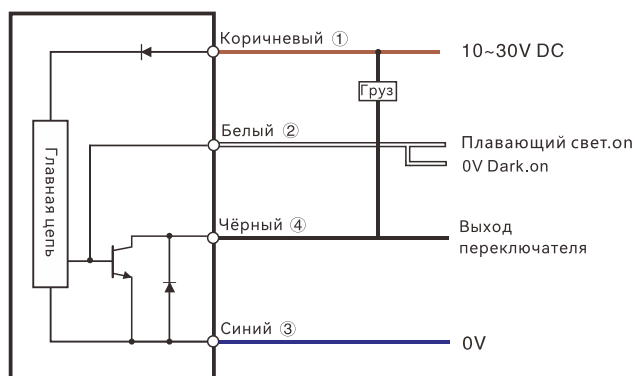 Коричневый ①
10~30V DC
Груз
Белый ②
Плавающий свет.on
0V Dark.on
Главная цепь
Чёрный ④
Выход
переключателя
Синий ③
0V